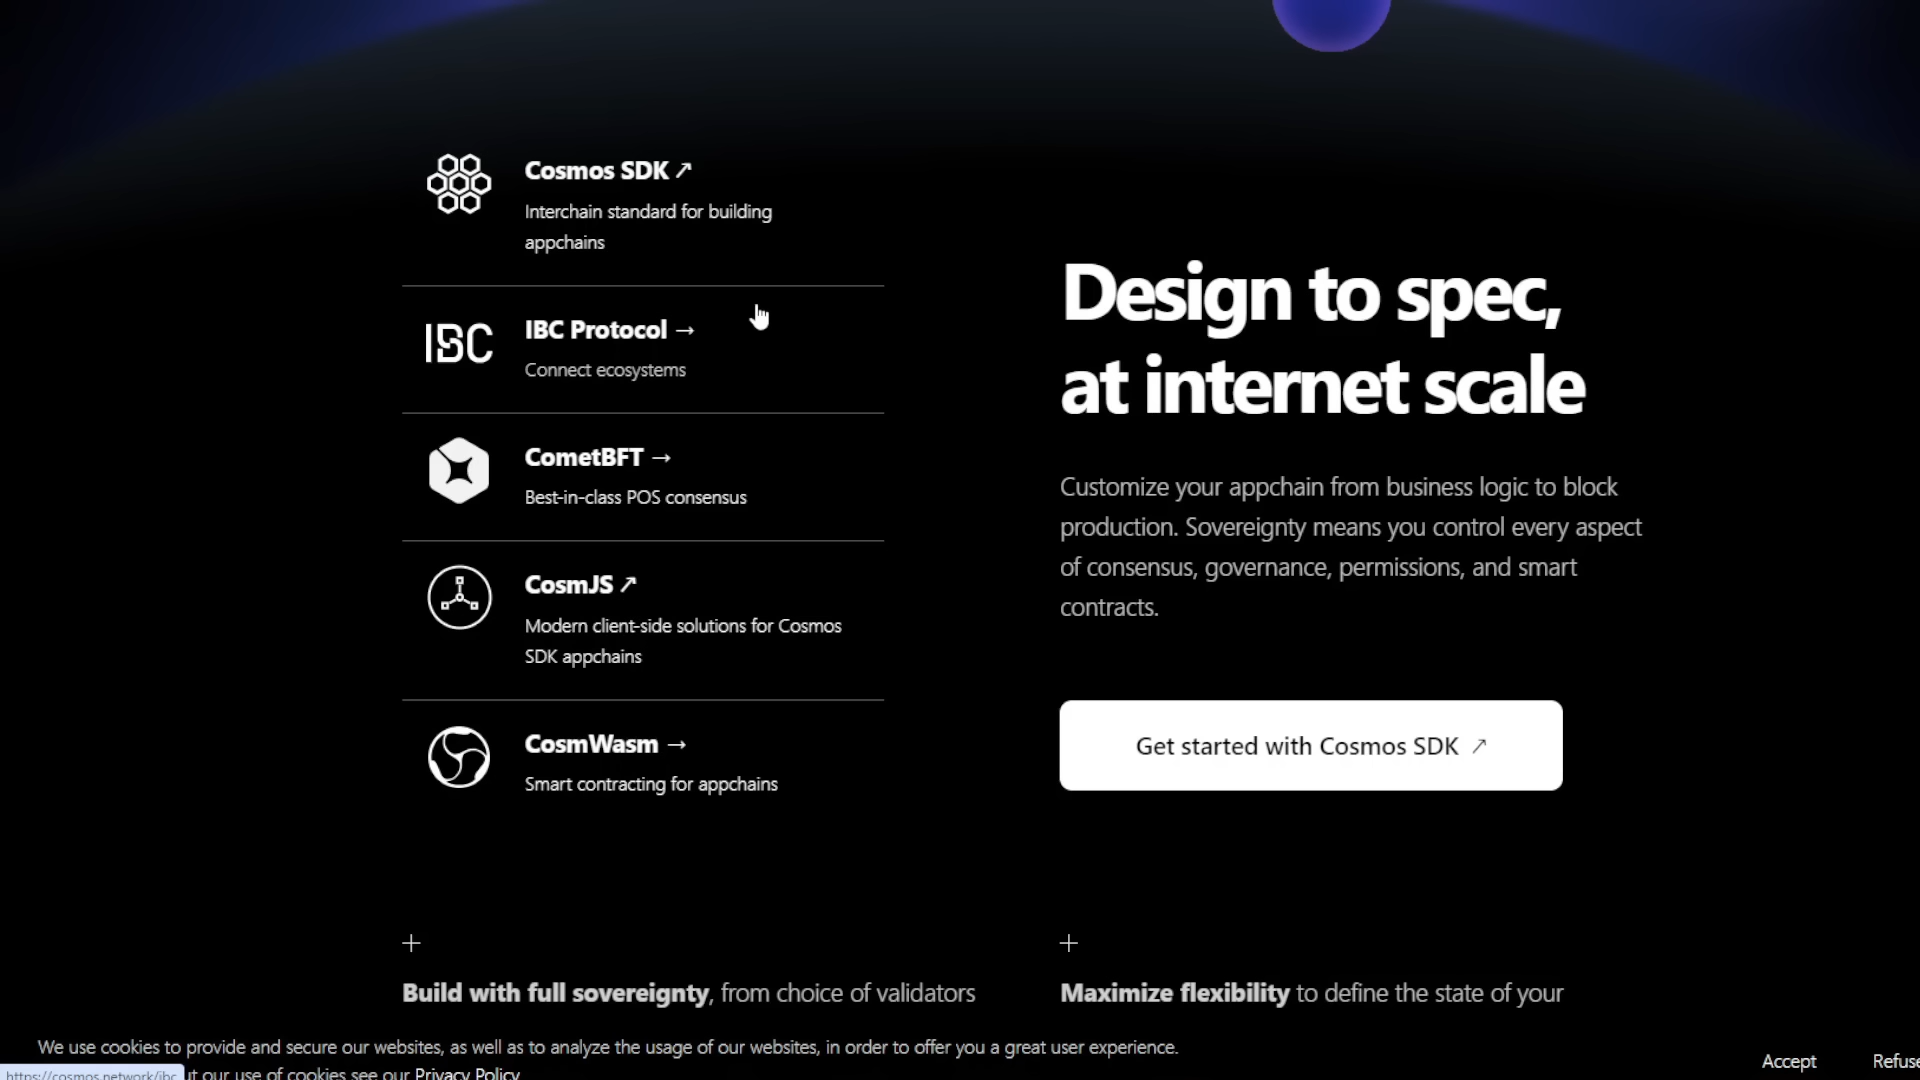 Cosmos SDK ↗
Interchain standard for building
appchains
IBC
IBC Protocol →
Connect ecosystems
CometBFT →
Best-in-class POS consensus
CosmJS ↗
Modern client-side solutions for Cosmos
SDK appchains
CosmWasm →
Smart contracting for appchains
Design to spec,
at internet scale
Customize your appchain from business logic to block
production. Sovereignty means you control every aspect
of consensus, governance, permissions, and smart
contracts.
Get started with Cosmos SDK ↗
+
Build with full sovereignty, from choice of validators
+
Maximize flexibility to define the state of your
We use cookies to provide and secure our websites, as well as to analyze the usage of our websites, in order to offer you a great user experience.
our use of cookies see our Privacy Policy
https://cosmos.network/ibc
Accept